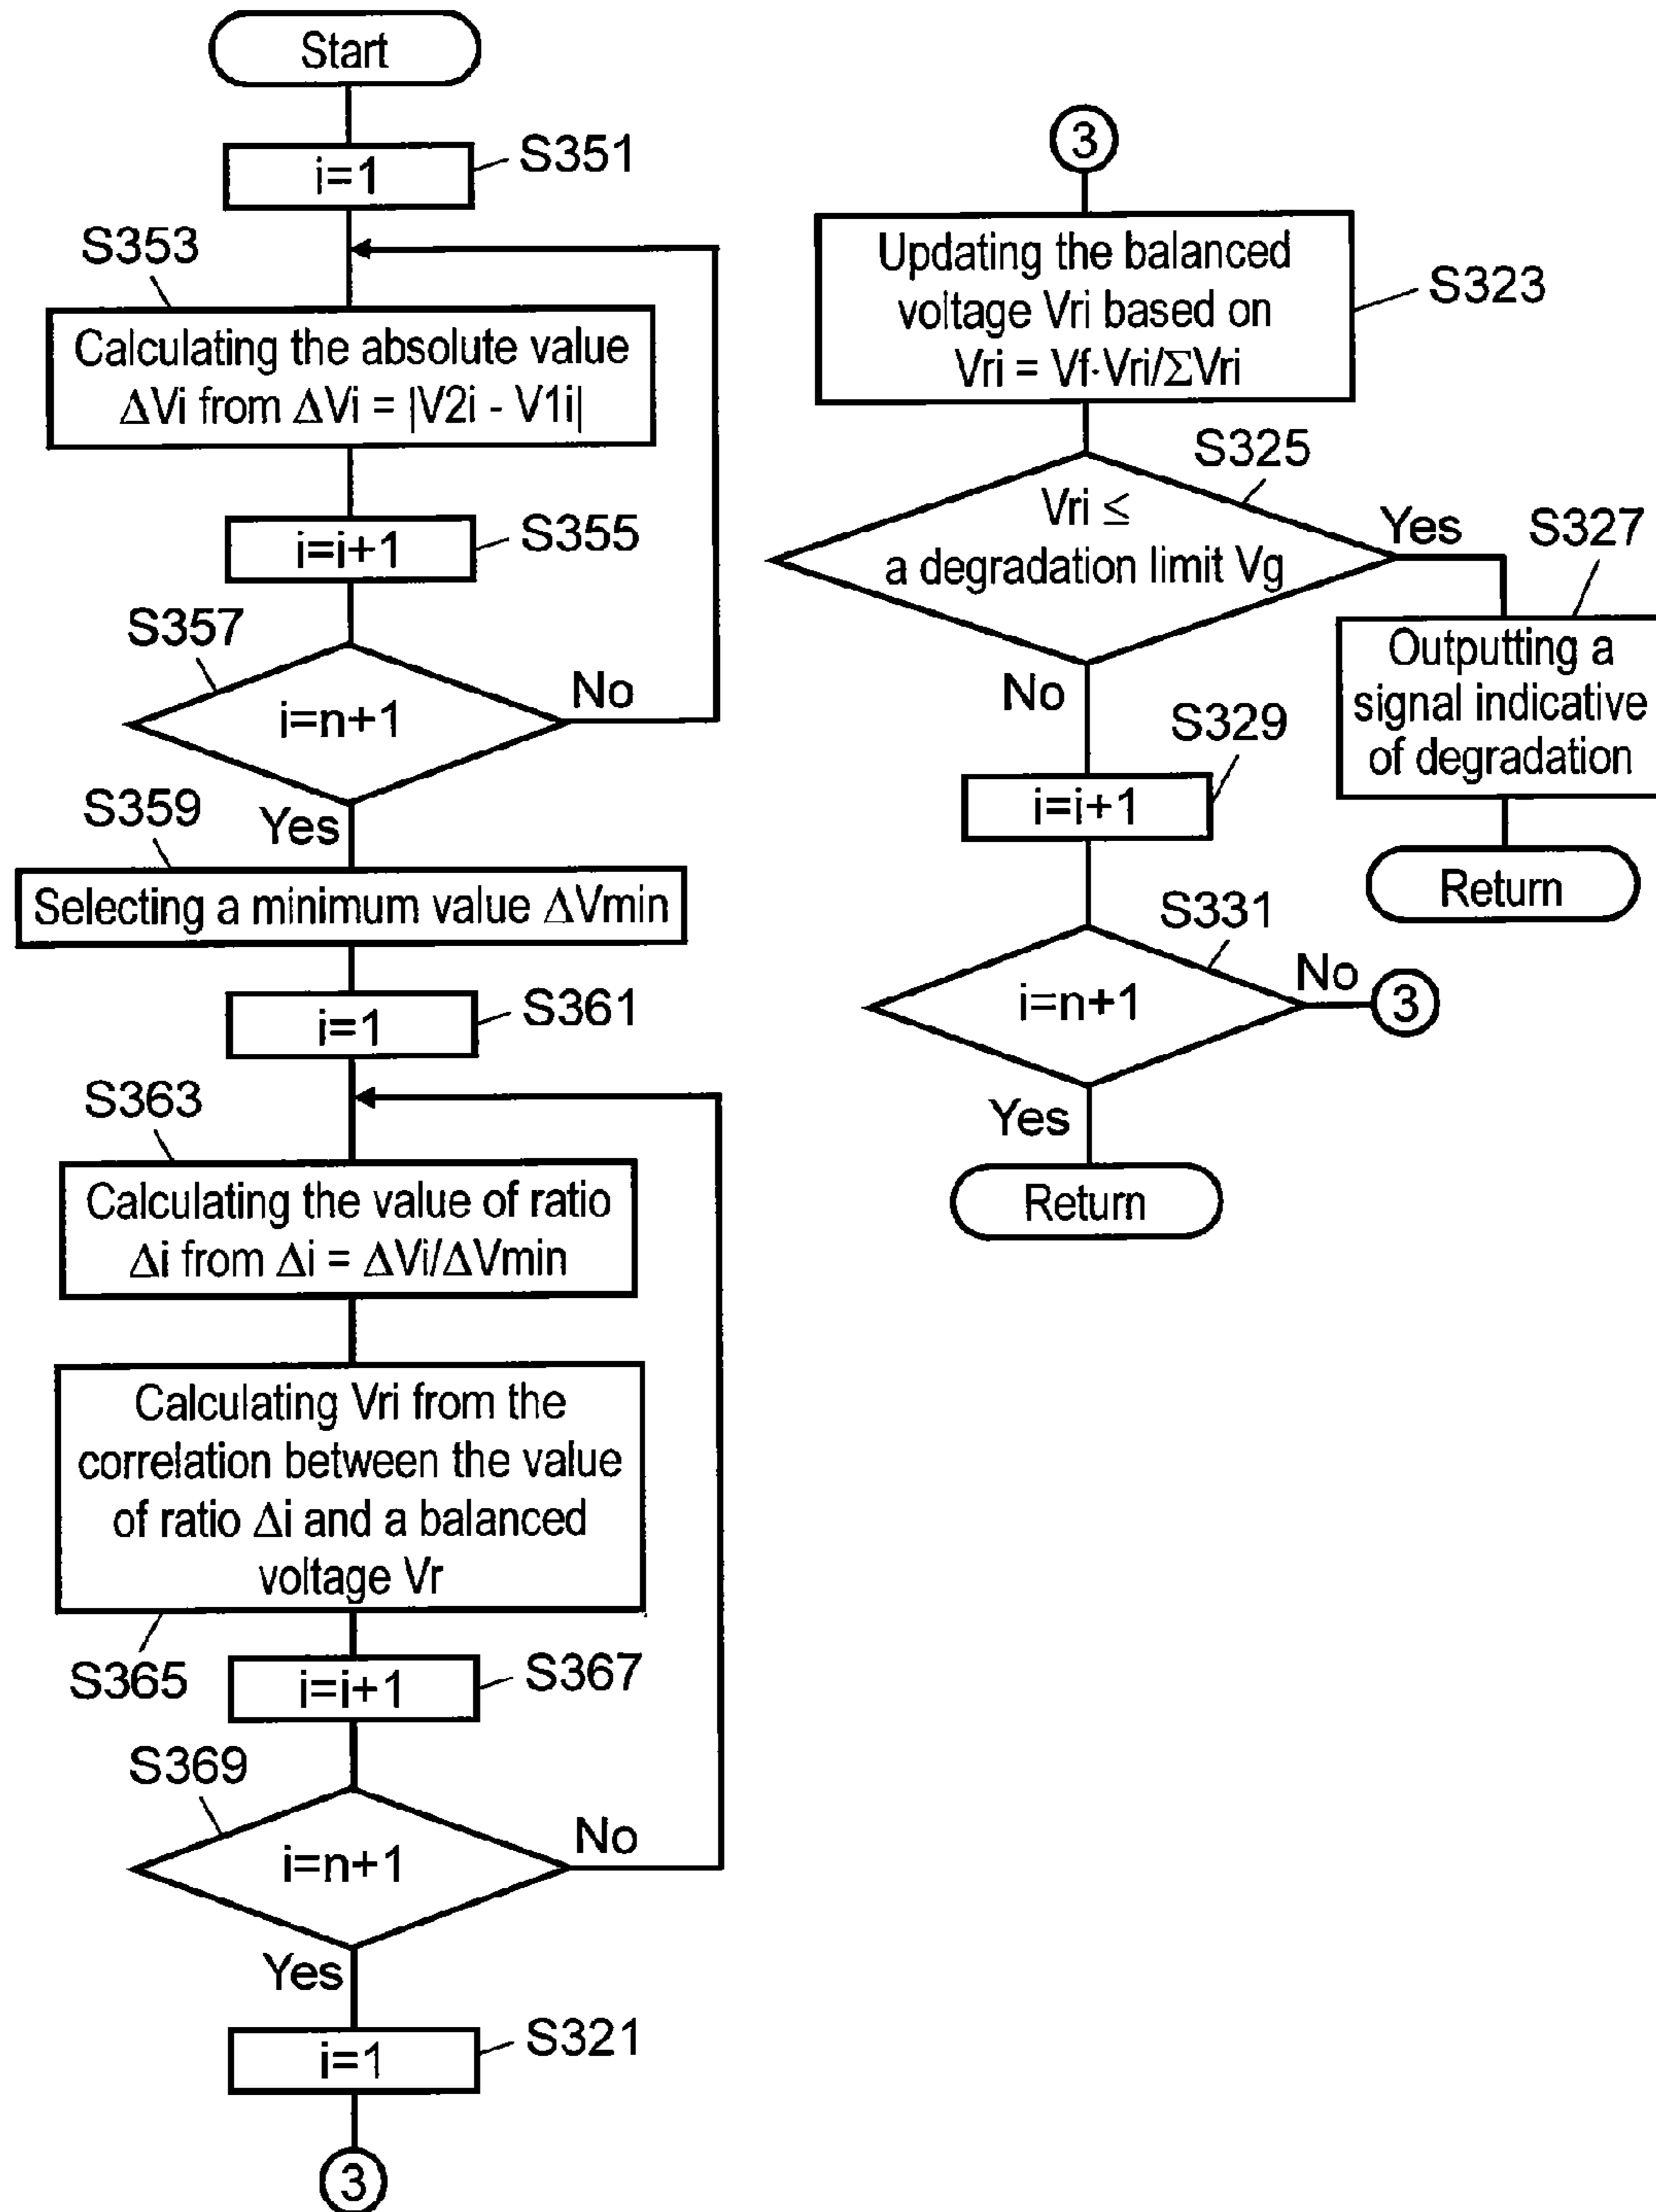 Start
i=1
S351
S353
Calculating the absolute value
ΔVi from ΔVi = |V2i - V1i|
i=i+1
S355
S357
i=n+1
No
Yes
S359
Selecting a minimum value ΔVmin
i=1
S361
S363
Calculating the value of ratio
Δi from Δi = ΔVi/ΔVmin
Calculating Vri from the
correlation between the value
of ratio Δi and a balanced
voltage Vr
S365
i=i+1
S367
S369
i=n+1
No
Yes
i=1
S321
3
3
Updating the balanced
voltage Vri based on
Vri = Vf·Vri/ΣVri
S323
S325
Vri ≤
a degradation limit Vg
Yes
S327
Outputting a
signal indicative
of degradation
Return
No
S329
i=i+1
S331
i=n+1
No
3
Yes
Return